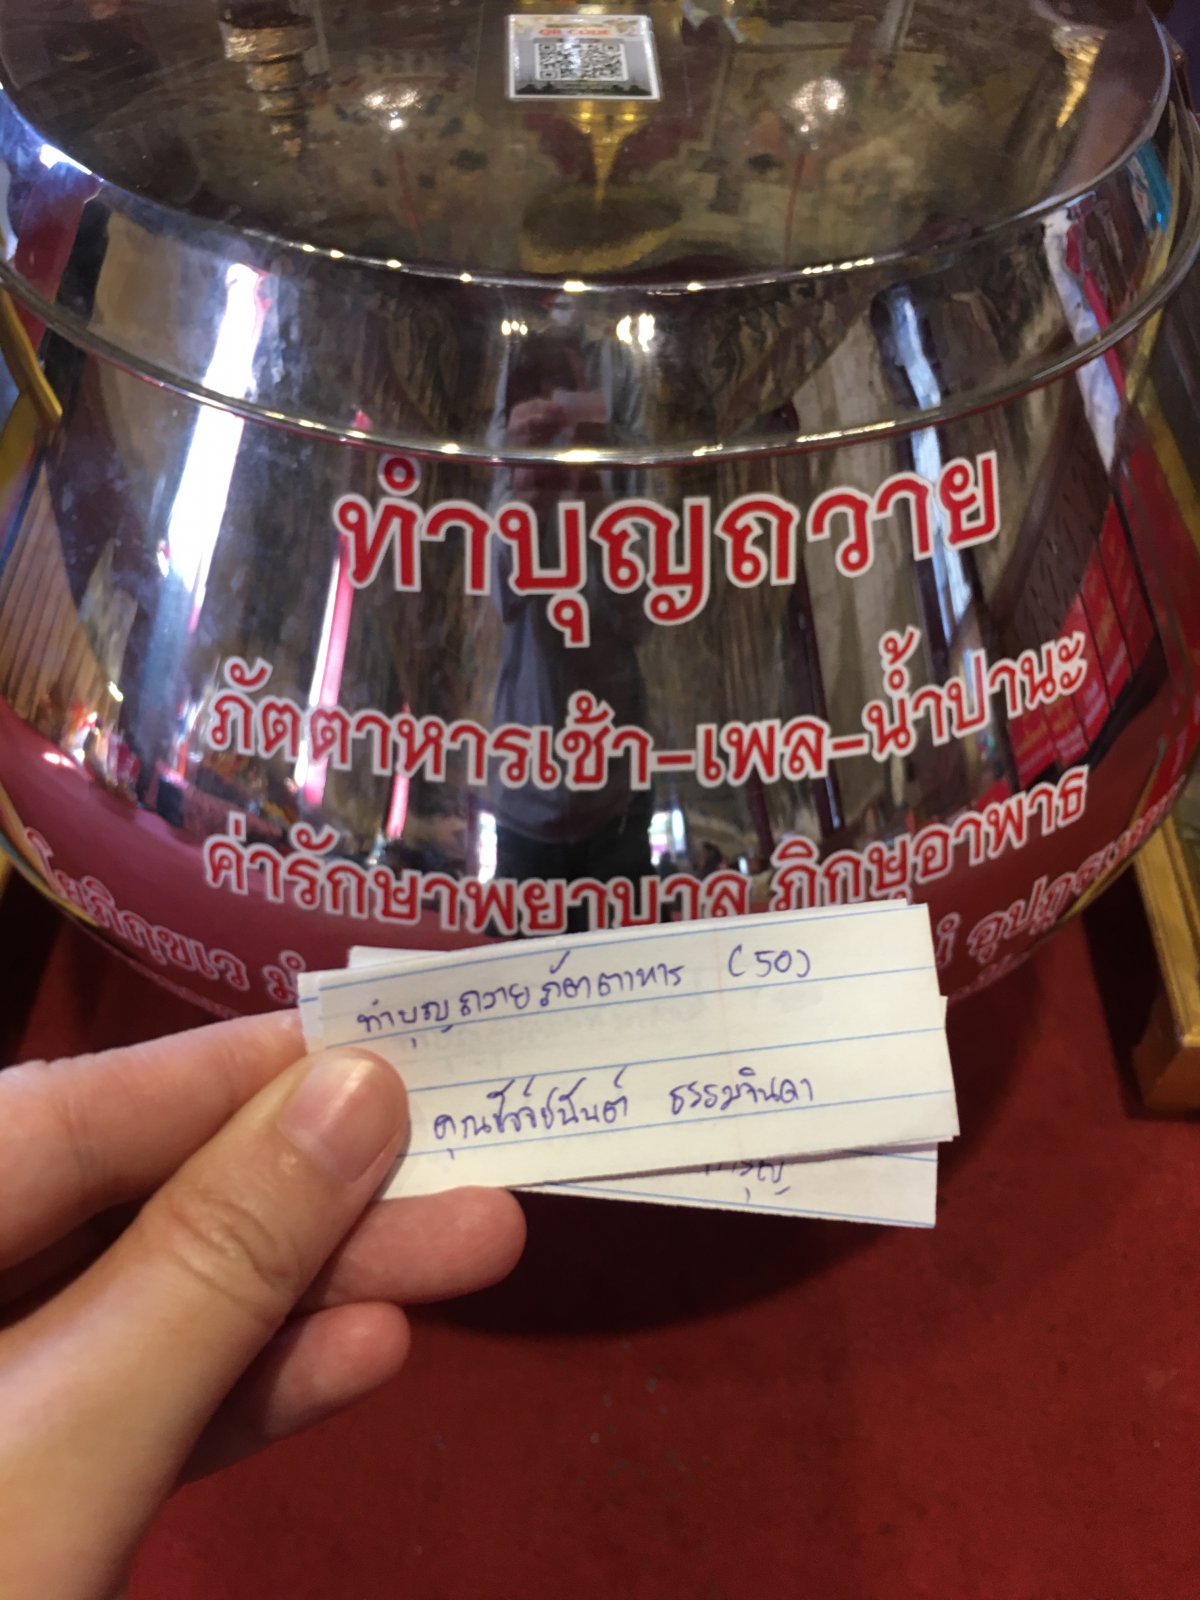 QR CODE
ทำบุญถวาย
ภัตตาหารเช้า-เพล-น้ำปานะ
ค่ารักษาพยาบาล ภิกษุอาพาธ
ทำบุญถวายภัตตาหาร (50)
ธรรมจินดา